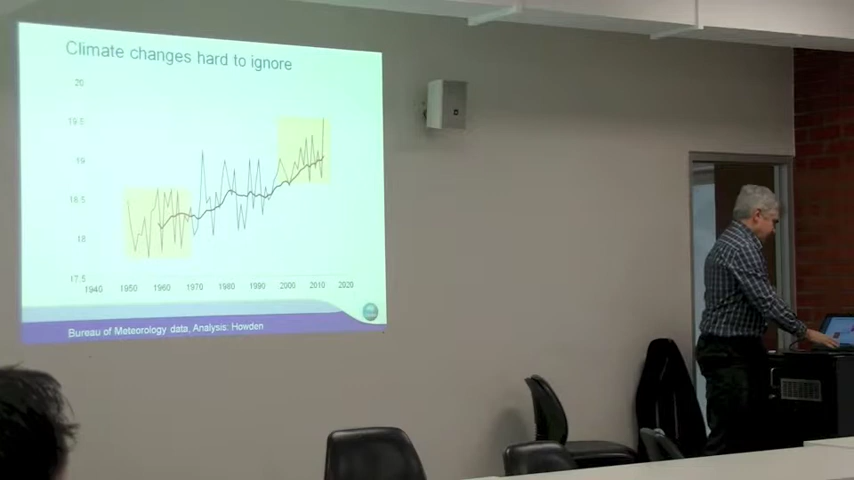 Climate changes hard to ignore
20
19.5
19
18.5
18
17.5
1940 1950 1960 1970 1980 1990 2000 2010 2020
Bureau of Meteorology data, Analysis: Howden